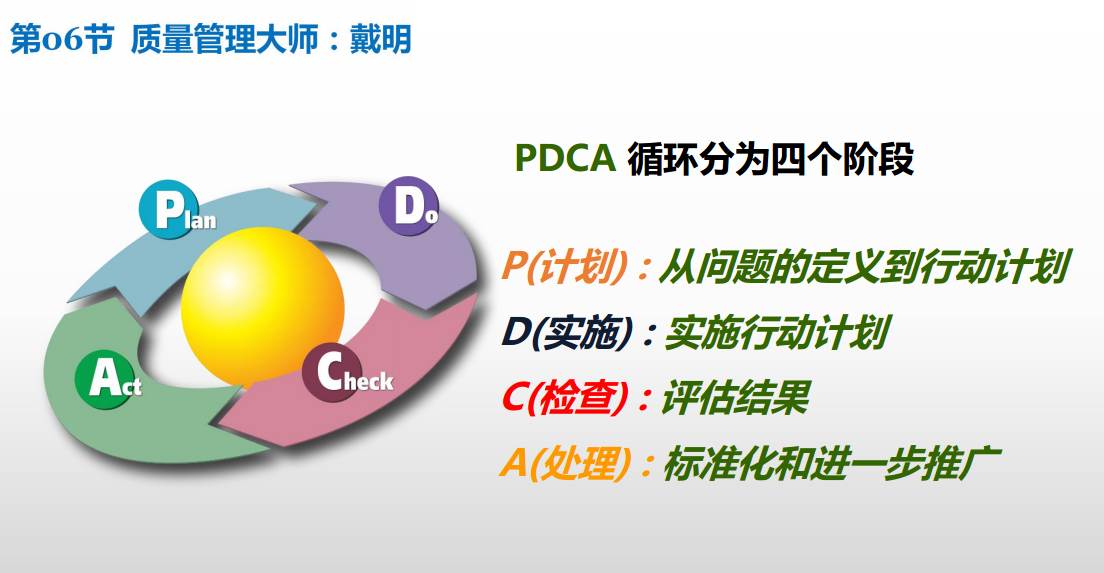 第06节 质量管理大师：戴明
PDCA 循环分为四个阶段
Plan
Do
Act
Check
P(计划)：从问题的定义到行动计划
D(实施)：实施行动计划
C(检查)：评估结果
A(处理)：标准化和进一步推广